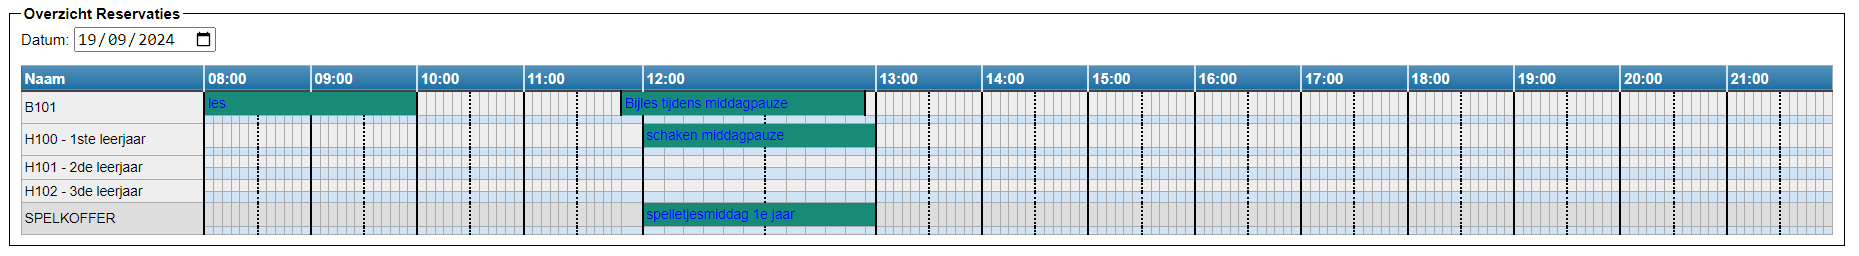 Overzicht Reservaties
Datum: 19/09/2024
Naam 08:00 09:00 10:00 11:00 12:00 13:00 14:00 15:00 16:00 17:00 18:00 19:00 20:00 21:00
B101 les Bijles tijdens middagpauze
H100 - 1ste leerjaar schaken middagpauze
H101 - 2de leerjaar
H102 - 3de leerjaar
SPELKOFFER spelletjesmiddag 1e jaar